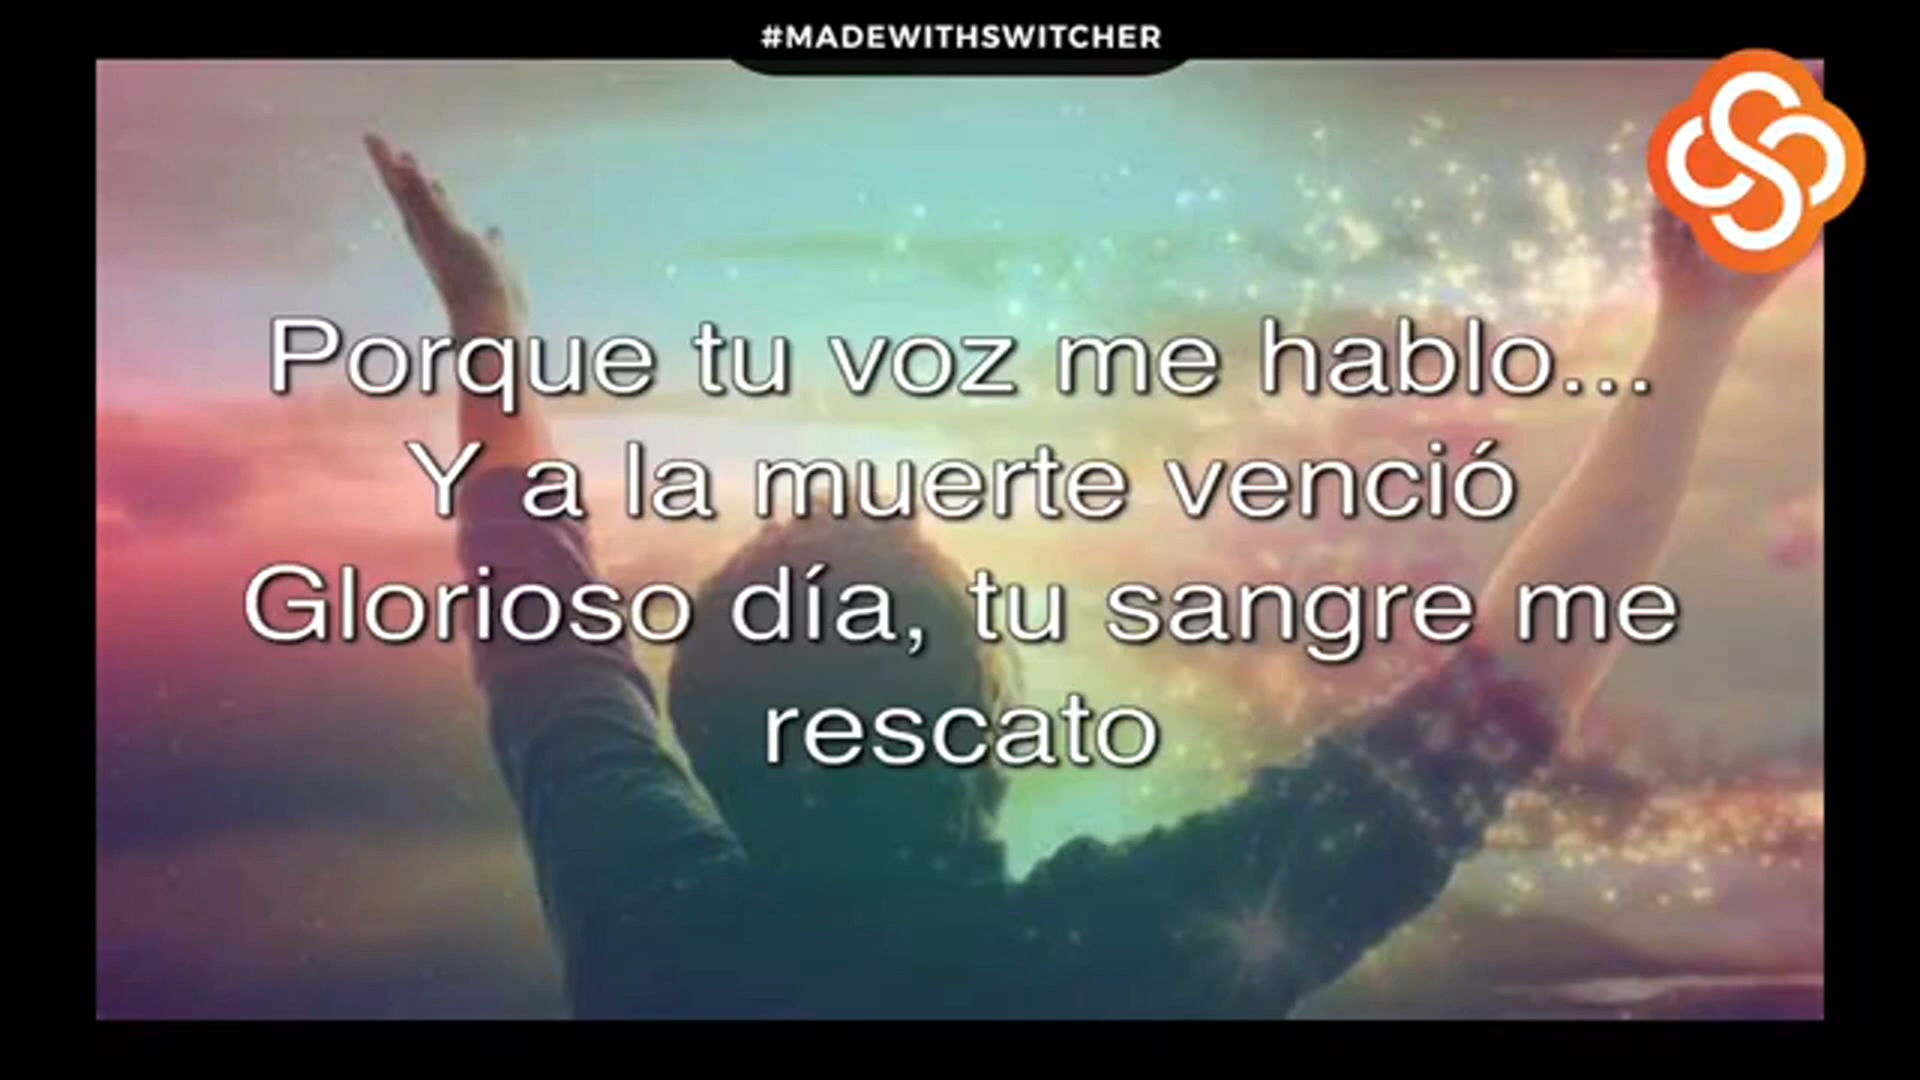 #MADEWITHSWITCHER
Porque tu voz me hablo...
Y a la muerte venció
Glorioso día, tu sangre me
rescato